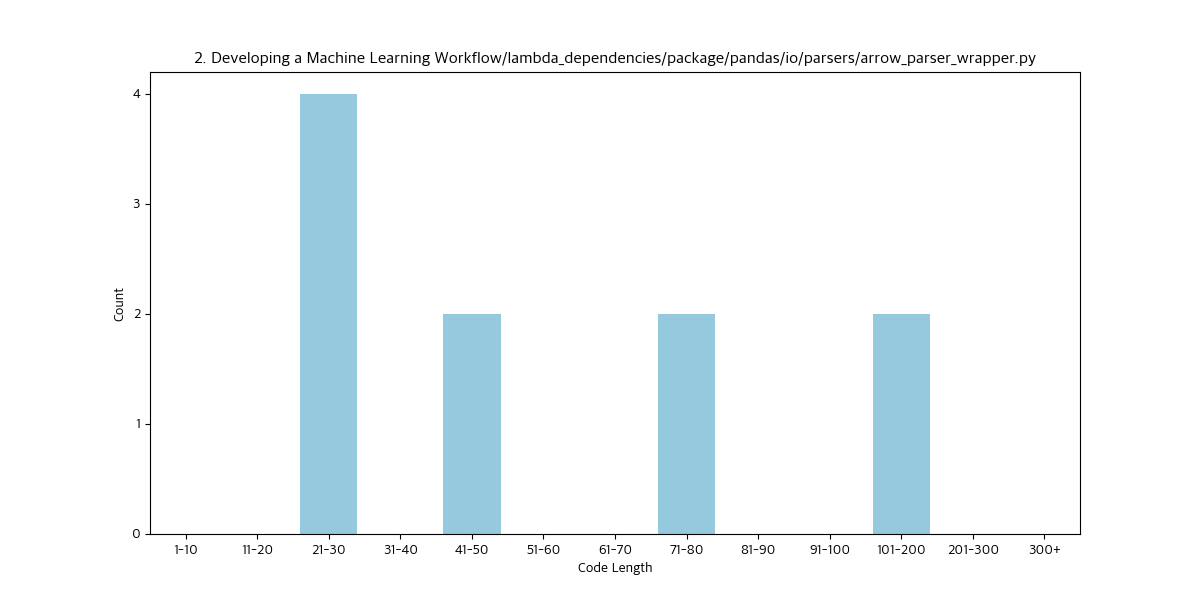 2. Developing a Machine Learning Workflow/lambda_dependencies/package/pandas/io/parsers/arrow_parser_wrapper.py
4
3
2
1
0
Count
1-10 11-20 21-30 31-40 41-50 51-60 61-70 71-80 81-90 91-100 101-200 201-300 300+
Code Length